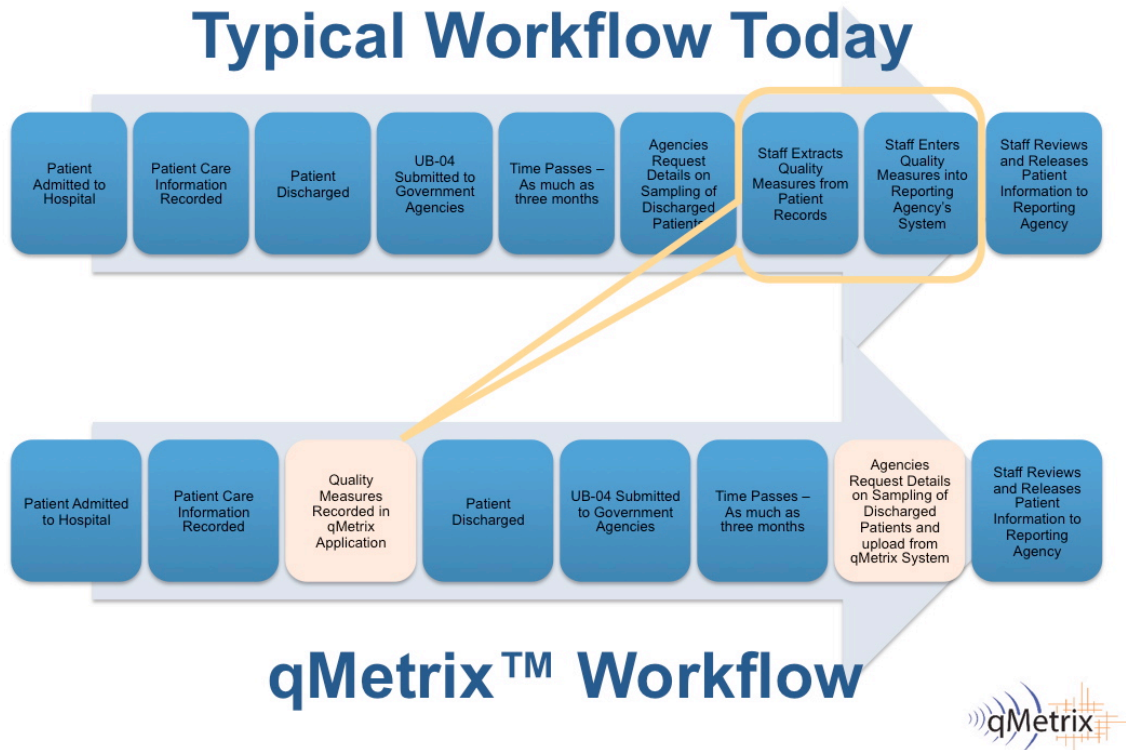 Typical Workflow Today
Patient
Admitted to
Hospital
Patient Care
Information
Recorded
Patient
Discharged
UB-04
Submitted to
Government
Agencies
Time Passes –
As much as
three months
Agencies
Request
Details on
Sampling of
Discharged
Patients
Staff Extracts
Quality
Measures from
Patient
Records
Staff Enters
Quality
Measures into
Reporting
Agency's
System
Staff Reviews
and Releases
Patient
Information to
Reporting
Agency
Patient Admitted
to Hospital
Patient Care
Information
Recorded
Quality
Measures
Recorded in
qMetrix
Application
Patient
Discharged
UB-04 Submitted
to Government
Agencies
Time Passes –
As much as
three months
Agencies
Request Details
on Sampling of
Discharged
Patients and
upload from
qMetrix System
Staff Reviews
and Releases
Patient
Information to
Reporting
Agency
qMetrix™ Workflow
qMetrix